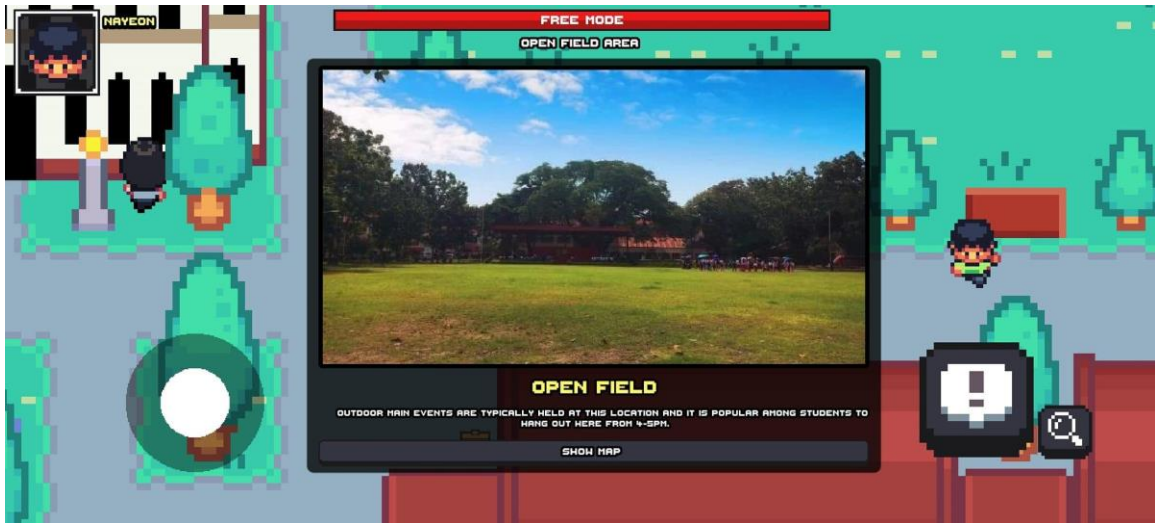 NAYEON
FREE MODE
OPEN FIELD AREA
OPEN FIELD
OUTDOOR MAIN EVENTS ARE TYPICALLY HELD AT THIS LOCATION AND IT IS POPULAR AMONG STUDENTS TO
HANG OUT HERE FROM 4-5PM.
SHOW MAP